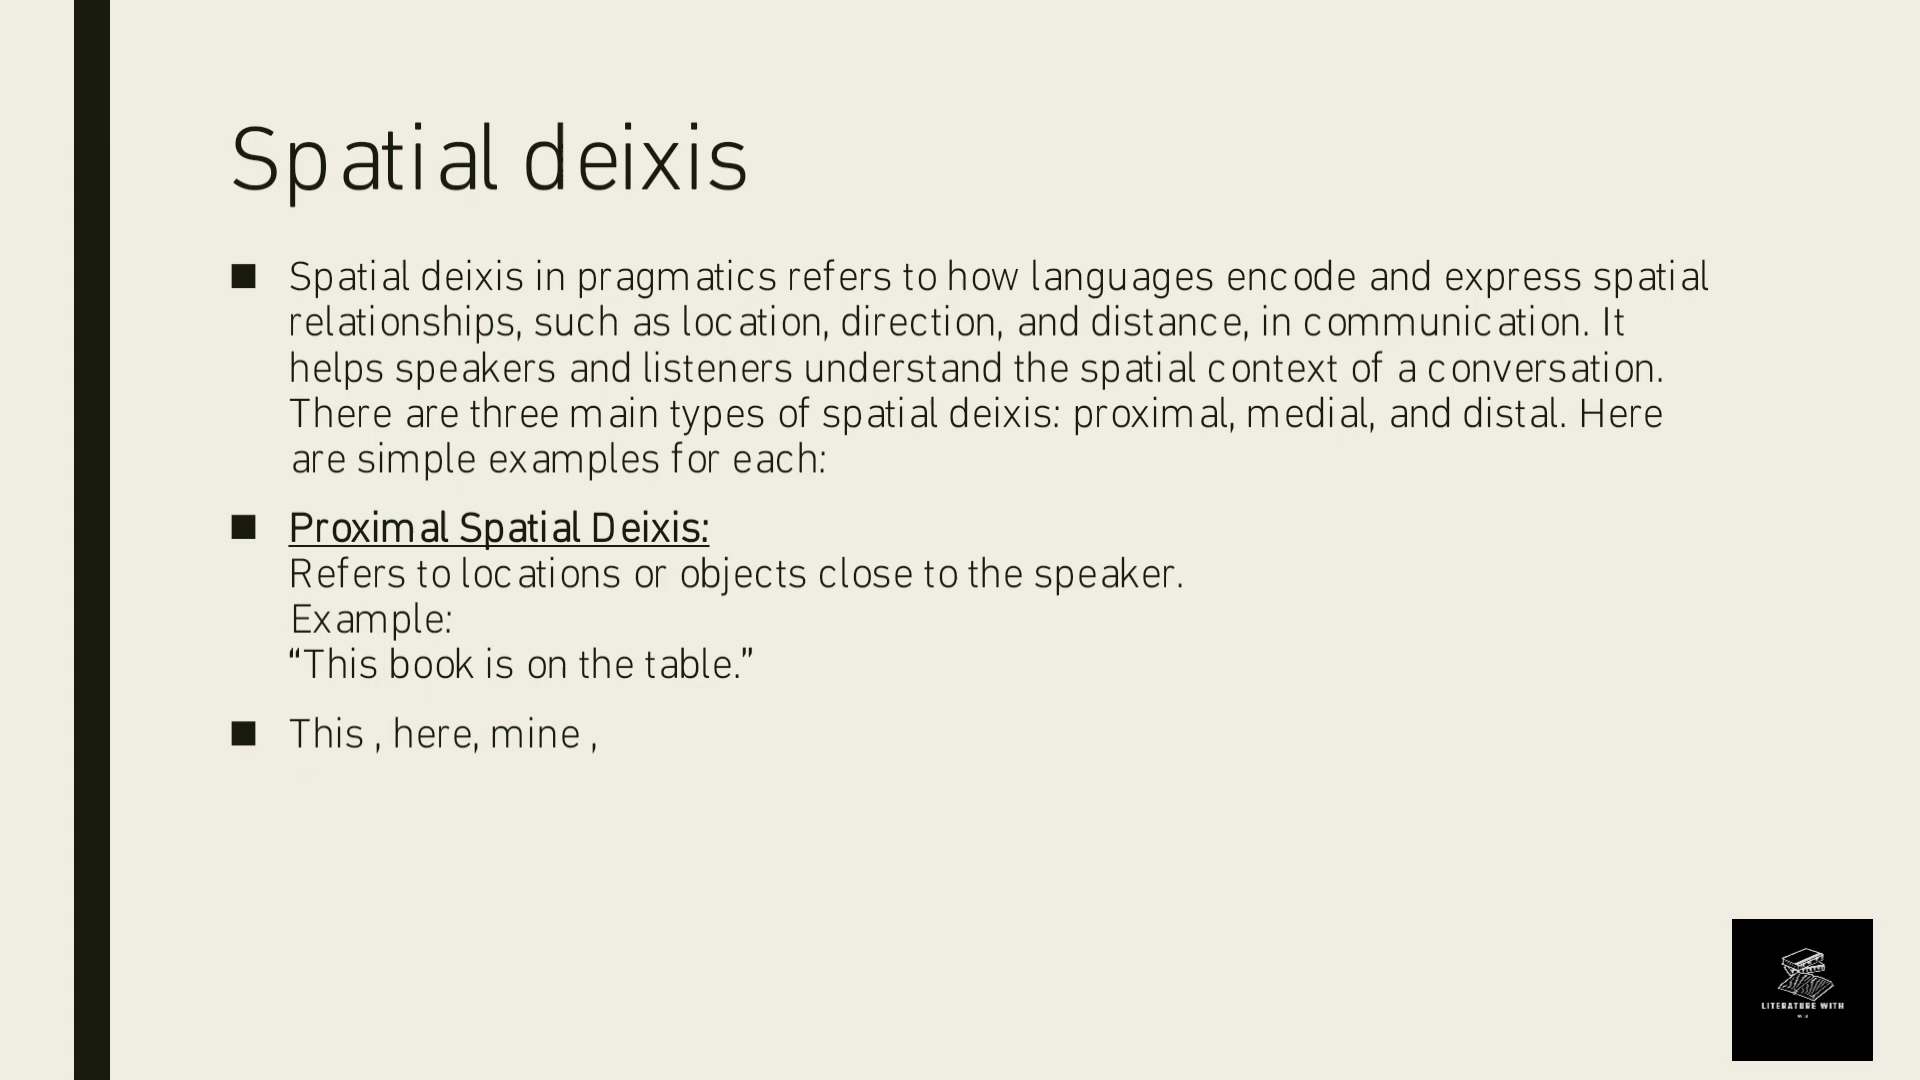 Spatial deixis
■ Spatial deixis in pragmatics refers to how languages encode and express spatial
relationships, such as location, direction, and distance, in communication. It
helps speakers and listeners understand the spatial context of a conversation.
There are three main types of spatial deixis: proximal, medial, and distal. Here
are simple examples for each:
■ Proximal Spatial Deixis:
Refers to locations or objects close to the speaker.
Example:
“This book is on the table.”
■ This , here, mine ,
LITERATURE WITH